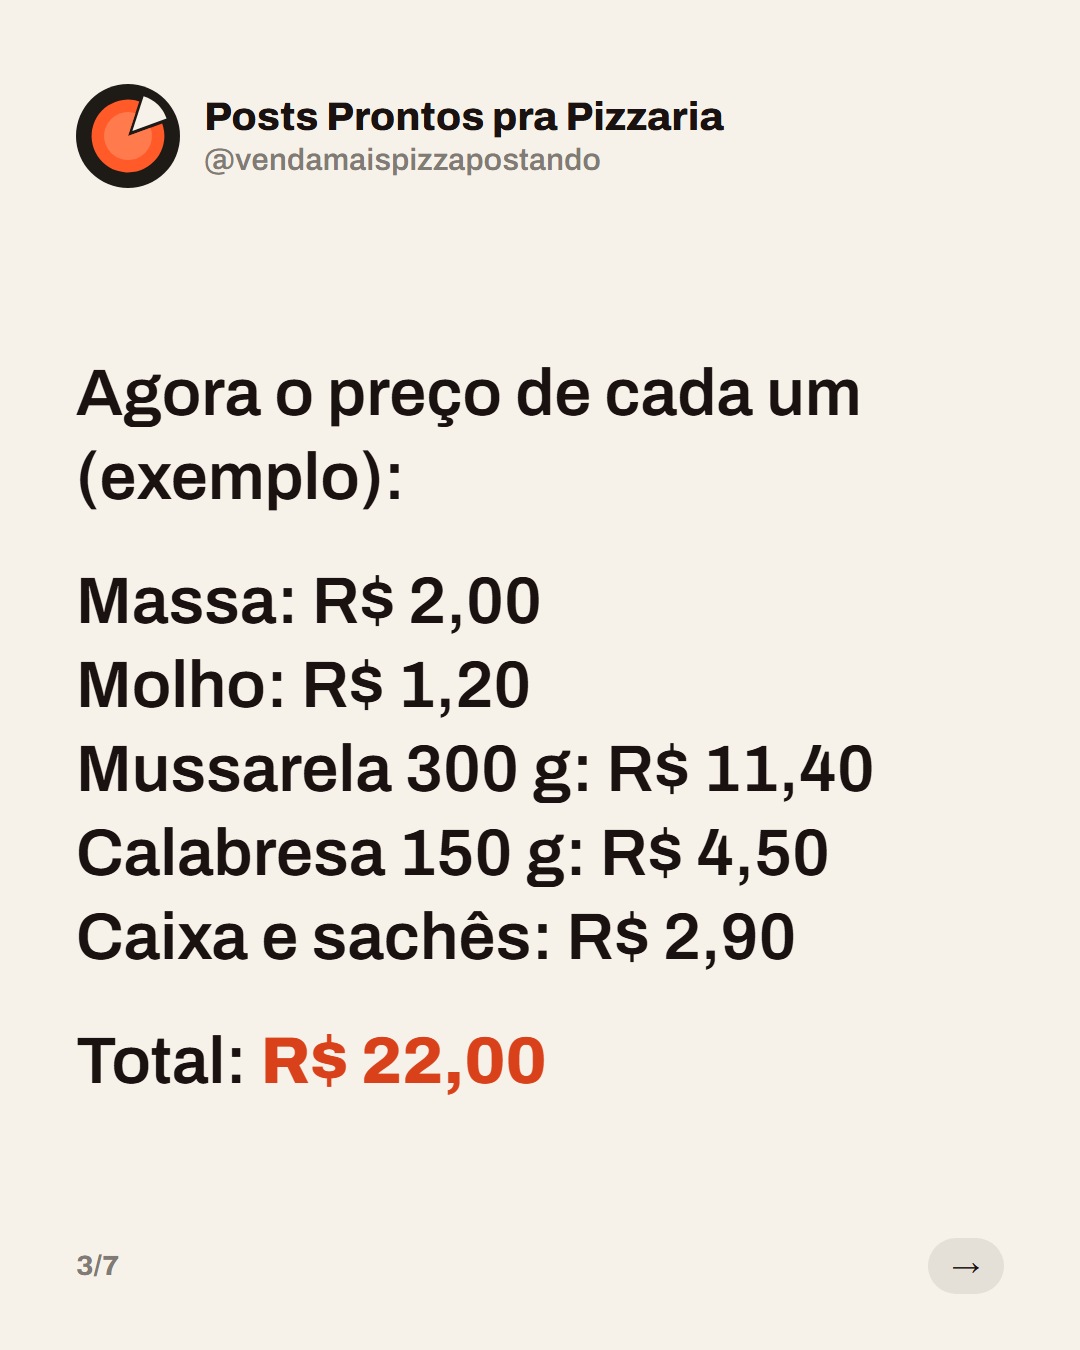 Posts Prontos pra Pizzaria
@vendamaispizzapostando
Agora o preço de cada um
(exemplo):
Massa: R$ 2,00
Molho: R$ 1,20
Mussarela 300 g: R$ 11,40
Calabresa 150 g: R$ 4,50
Caixa e sachês: R$ 2,90
Total: R$ 22,00
3/7
→